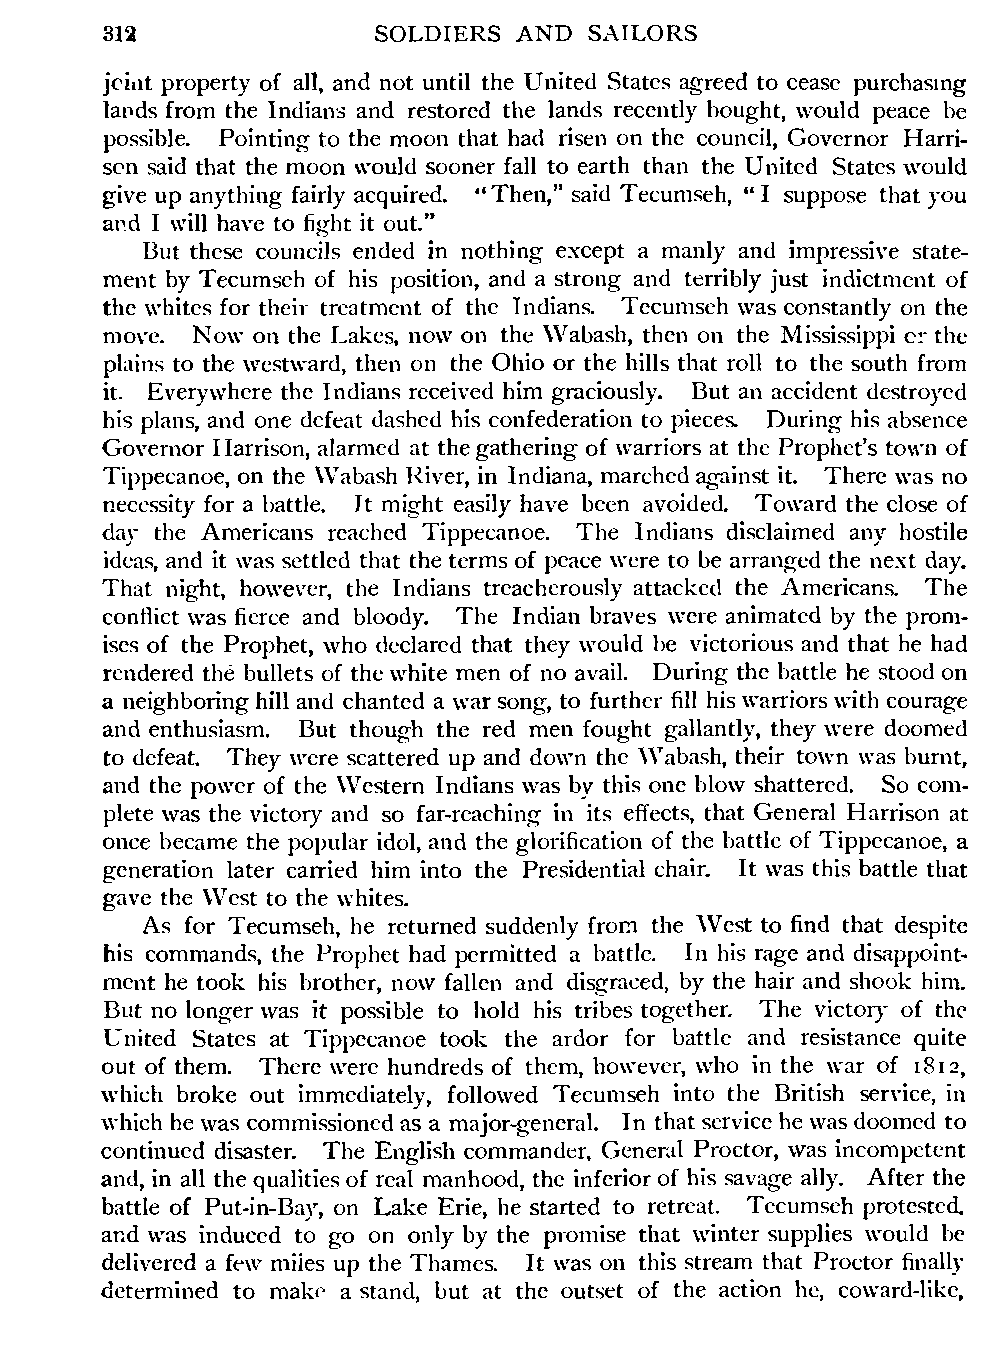 312 SOLDIERS AND SAILORS
joint property of all, and not until the United States agreed to cease purchasing
lands from the Indians and restored the lands recently bought, would peace be
possible. Pointing to the moon that had risen on the council, Governor Harri-
son said that the moon would sooner fall to earth than the United States would
give up anything fairly acquired. "Then," said Tecumseh, "I suppose that you
and I will have to fight it out."
But these councils ended in nothing except a manly and impressive state-
ment by Tecumseh of his position, and a strong and terribly just indictment of
the whites for their treatment of the Indians. Tecumseh was constantly on the
move. Now on the Lakes, now on the Wabash, then on the Mississippi or the
plains to the westward, then on the Ohio or the hills that roll to the south from
it. Everywhere the Indians received him graciously. But an accident destroyed
his plans, and one defeat dashed his confederation to pieces. During his absence
Governor Harrison, alarmed at the gathering of warriors at the Prophet's town of
Tippecanoe, on the Wabash River, in Indiana, marched against it. There was no
necessity for a battle. It might easily have been avoided. Toward the close of
day the Americans reached Tippecanoe. The Indians disclaimed any hostile
ideas, and it was settled that the terms of peace were to be arranged the next day.
That night, however, the Indians treacherously attacked the Americans. The
conflict was fierce and bloody. The Indian braves were animated by the prom-
ises of the Prophet, who declared that they would be victorious and that he had
rendered the bullets of the white men of no avail. During the battle he stood on
a neighboring hill and chanted a war song, to further fill his warriors with courage
and enthusiasm. But though the red men fought gallantly, they were doomed
to defeat. They were scattered up and down the Wabash, their town was burnt,
and the power of the Western Indians was by this one blow shattered. So com-
plete was the victory and so far-reaching in its effects, that General Harrison at
once became the popular idol, and the glorification of the battle of Tippecanoe, a
generation later carried him into the Presidential chair. It was this battle that
gave the West to the whites.
As for Tecumseh, he returned suddenly from the West to find that despite
his commands, the Prophet had permitted a battle. In his rage and disappoint-
ment he took his brother, now fallen and disgraced, by the hair and shook him.
But no longer was it possible to hold his tribes together. The victory of the
United States at Tippecanoe took the ardor for battle and resistance quite
out of them. There were hundreds of them, however, who in the war of 1812,
which broke out immediately, followed Tecumseh into the British service, in
which he was commissioned as a major-general. In that service he was doomed to
continued disaster. The English commander, General Proctor, was incompetent
and, in all the qualities of real manhood, the inferior of his savage ally. After the
battle of Put-in-Bay, on Lake Erie, he started to retreat. Tecumseh protested,
and was induced to go on only by the promise that winter supplies would be
delivered a few miles up the Thames. It was on this stream that Proctor finally
determined to make a stand, but at the outset of the action he, coward-like,